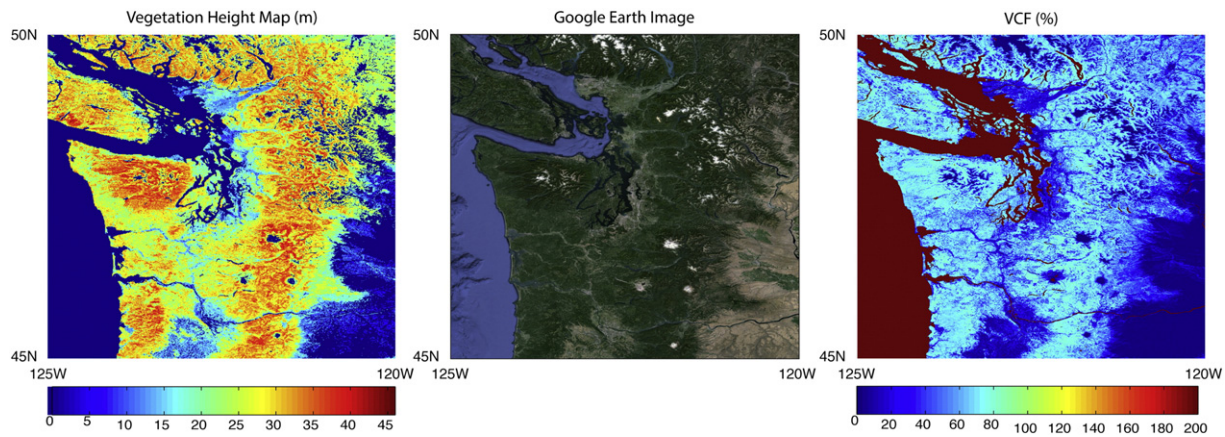 Vegetation Height Map (m)
Google Earth Image
VCF (%)
50N
50N
50N
45N
45N
45N
125W
120W
125W
120W
125W
120W
0 5 10 15 20 25 30 35 40 45
0 20 40 60 80 100 120 140 160 180 200